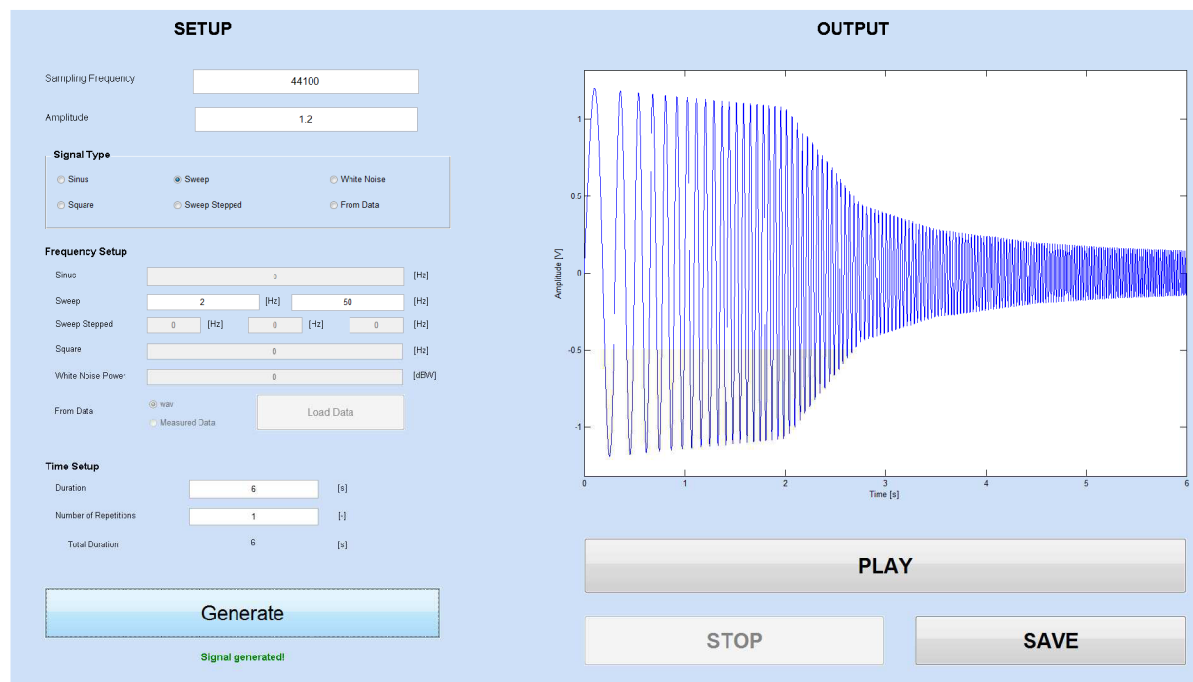 SETUP
Sampling Frequency 44100
Amplitude 1.2
Signal Type
Sinus Sweep White Noise
Square Sweep Stepped From Data
Frequency Setup
Sinus [Hz]
Sweep 2 [Hz] 50 [Hz]
Sweep Stepped 0 [Hz] 0 [Hz] 0 [Hz]
Square 0 [Hz]
White Noise Power 0 [dBW]
From Data wav Load Data
Measured Data
Time Setup
Duration 6 [s]
Number of Repetitions 1 [-]
Total Duration 6 [s]
Generate
Signal generated!
OUTPUT
1
0.5
0
-0.5
-1
Amplitude [V]
0 1 2 3 4 5 6
Time [s]
PLAY
STOP SAVE